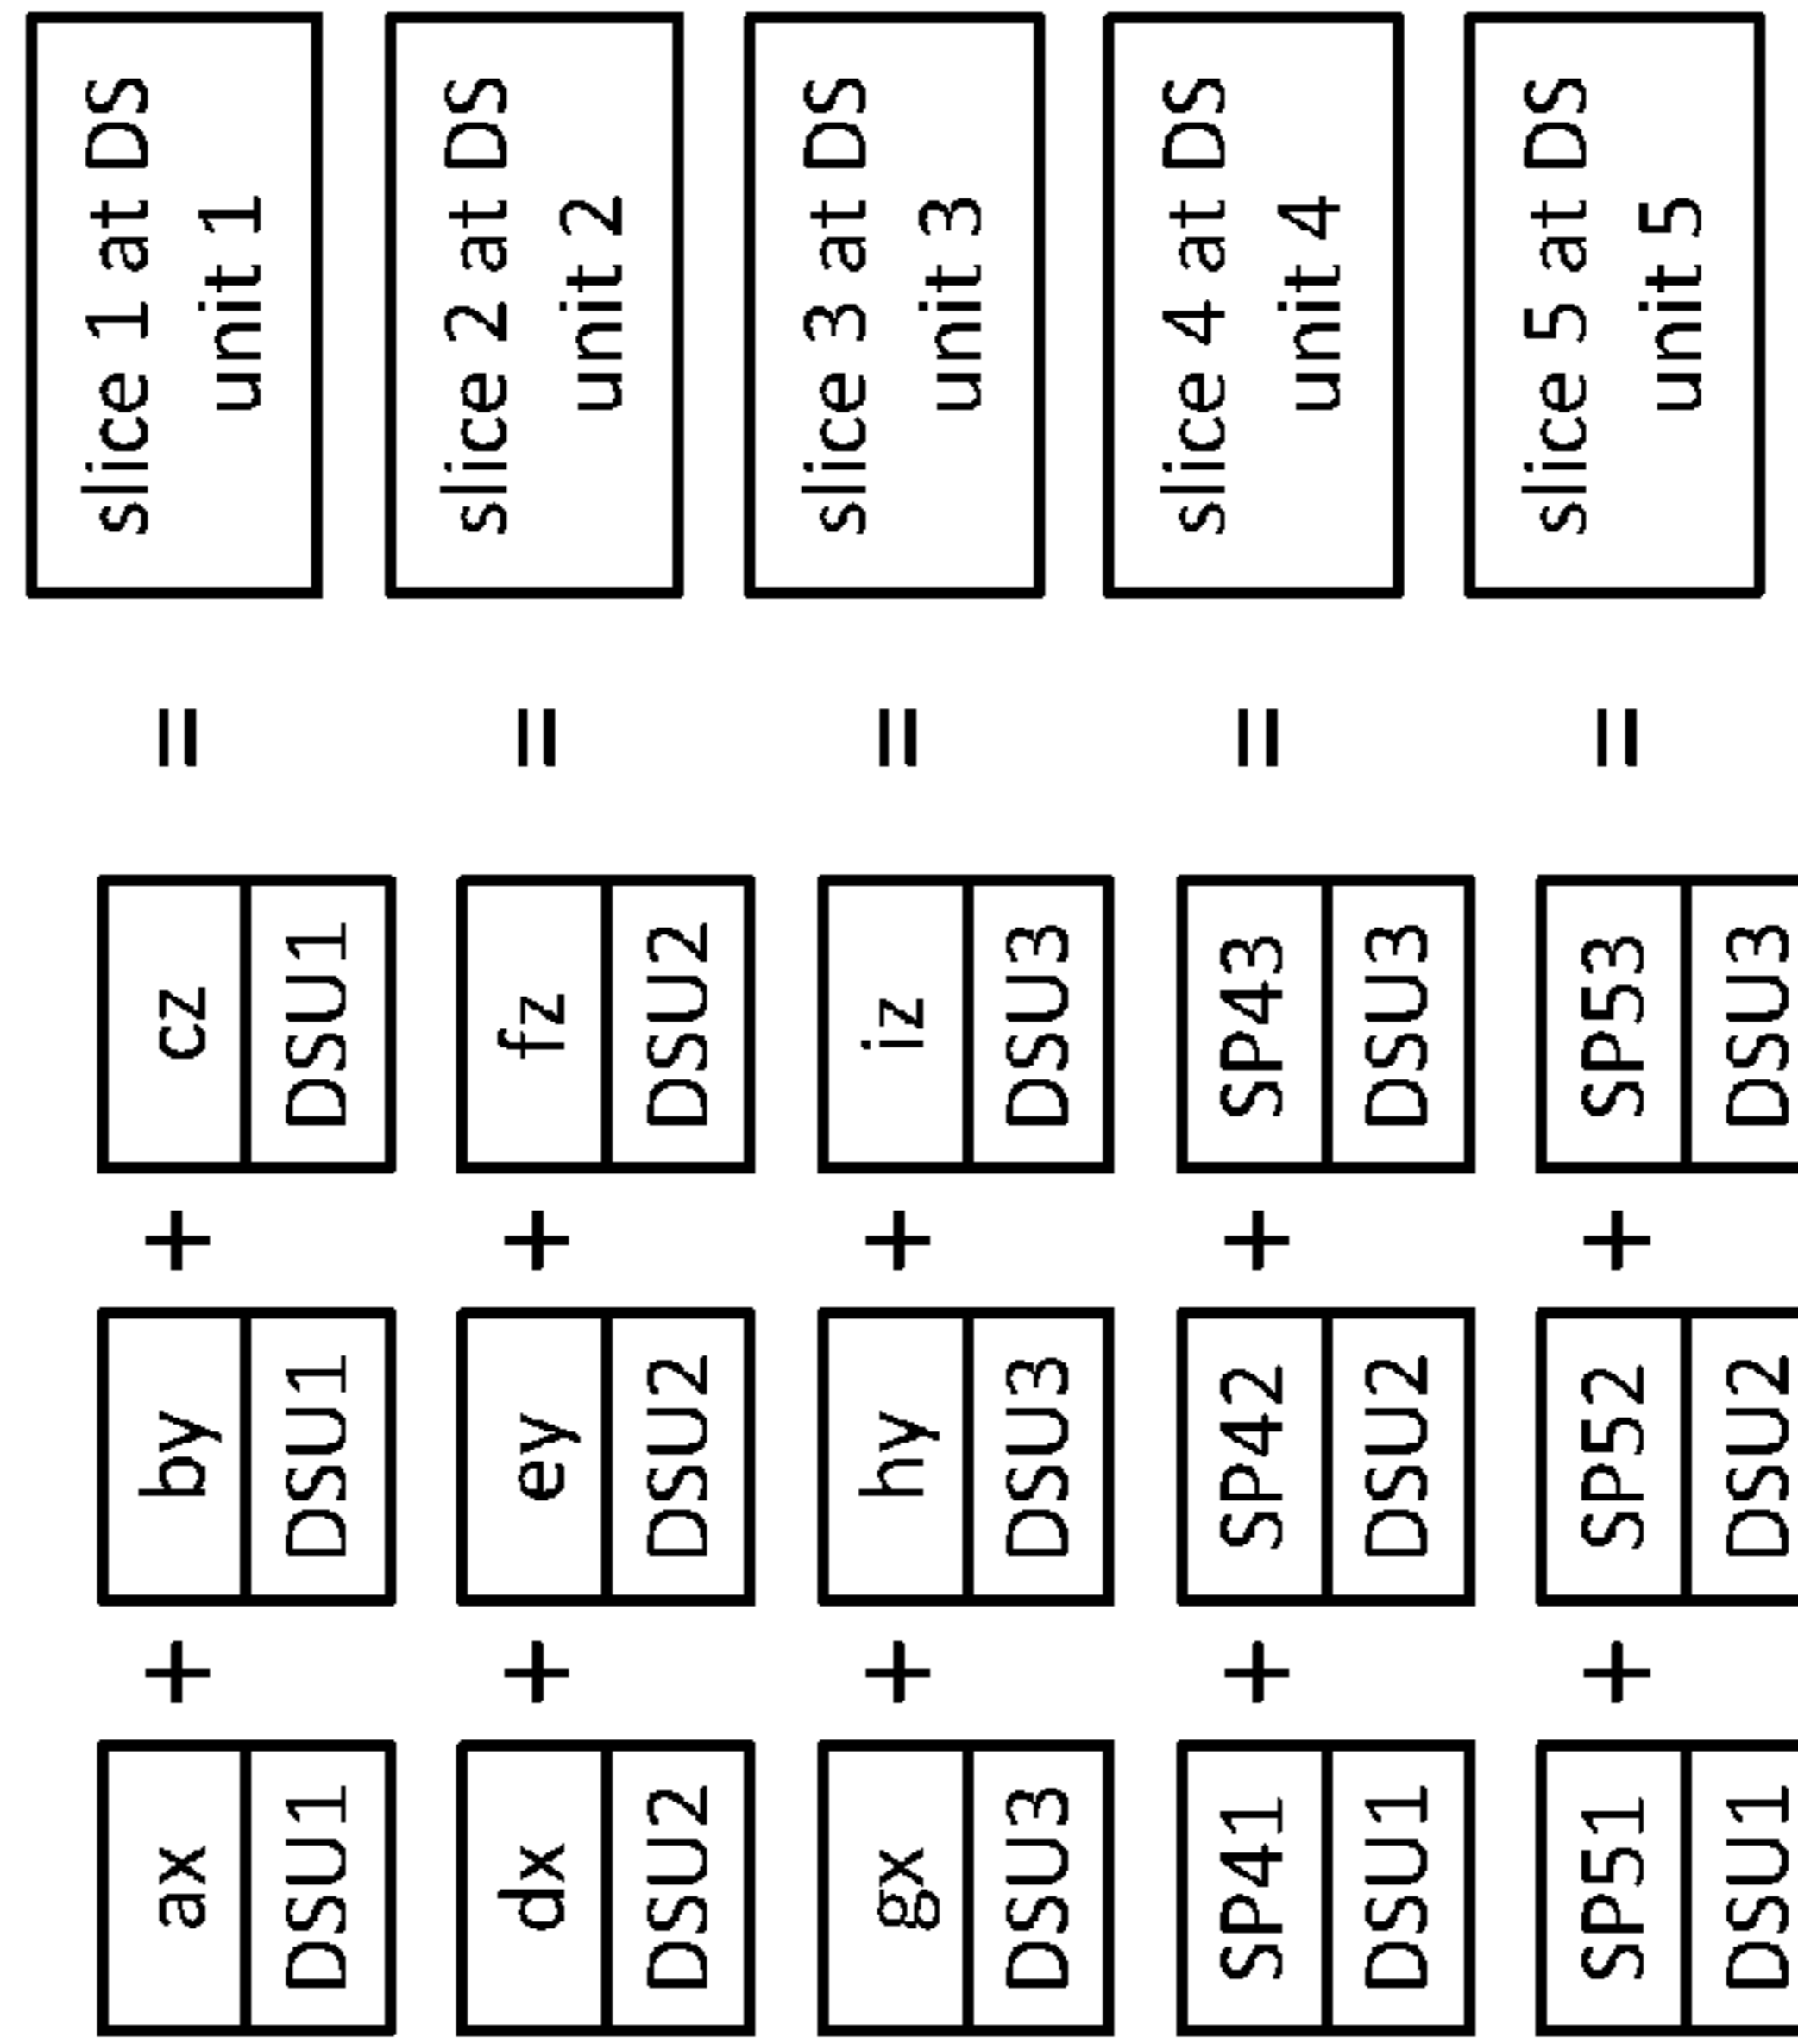 ax + by + cz = slice 1 at DS
DSU1 DSU1 DSU1 unit 1
dx + ey + fz = slice 2 at DS
DSU2 DSU2 DSU2 unit 2
gx + hy + iz = slice 3 at DS
DSU3 DSU3 DSU3 unit 3
SP41 + SP42 + SP43 = slice 4 at DS
DSU1 DSU2 DSU3 unit 4
SP51 + SP52 + SP53 = slice 5 at DS
DSU1 DSU2 DSU3 unit 5